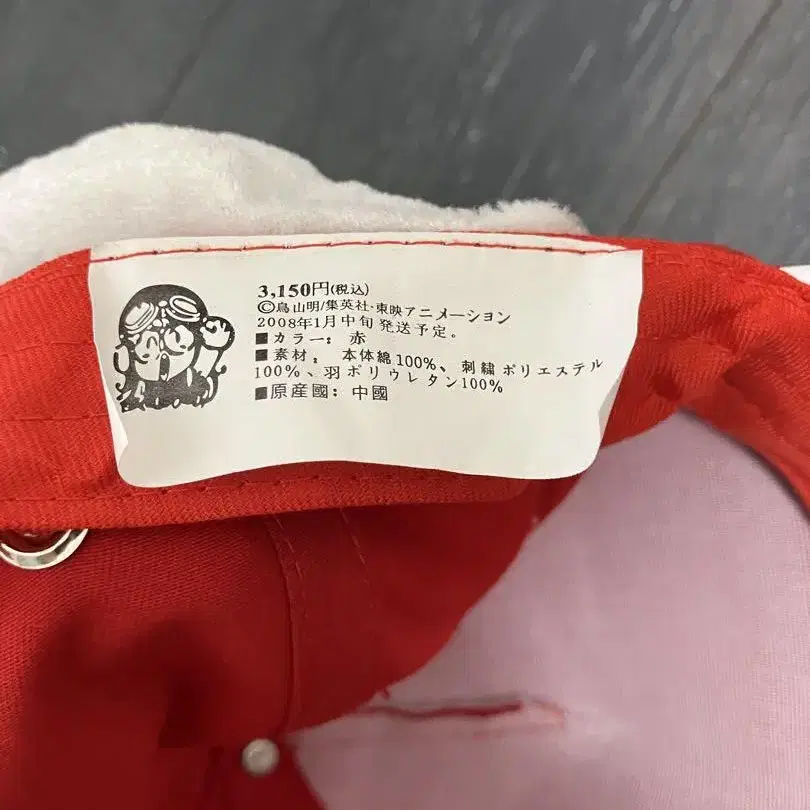 3,150円(税込)
©鳥山明/集英社・東映アニメーション
2008年1月中旬発送予定。
■カラー: 赤
■素材: 本体綿100%、刺繍ポリエステル
100%、羽ポリウレタン100%
■原産國: 中國